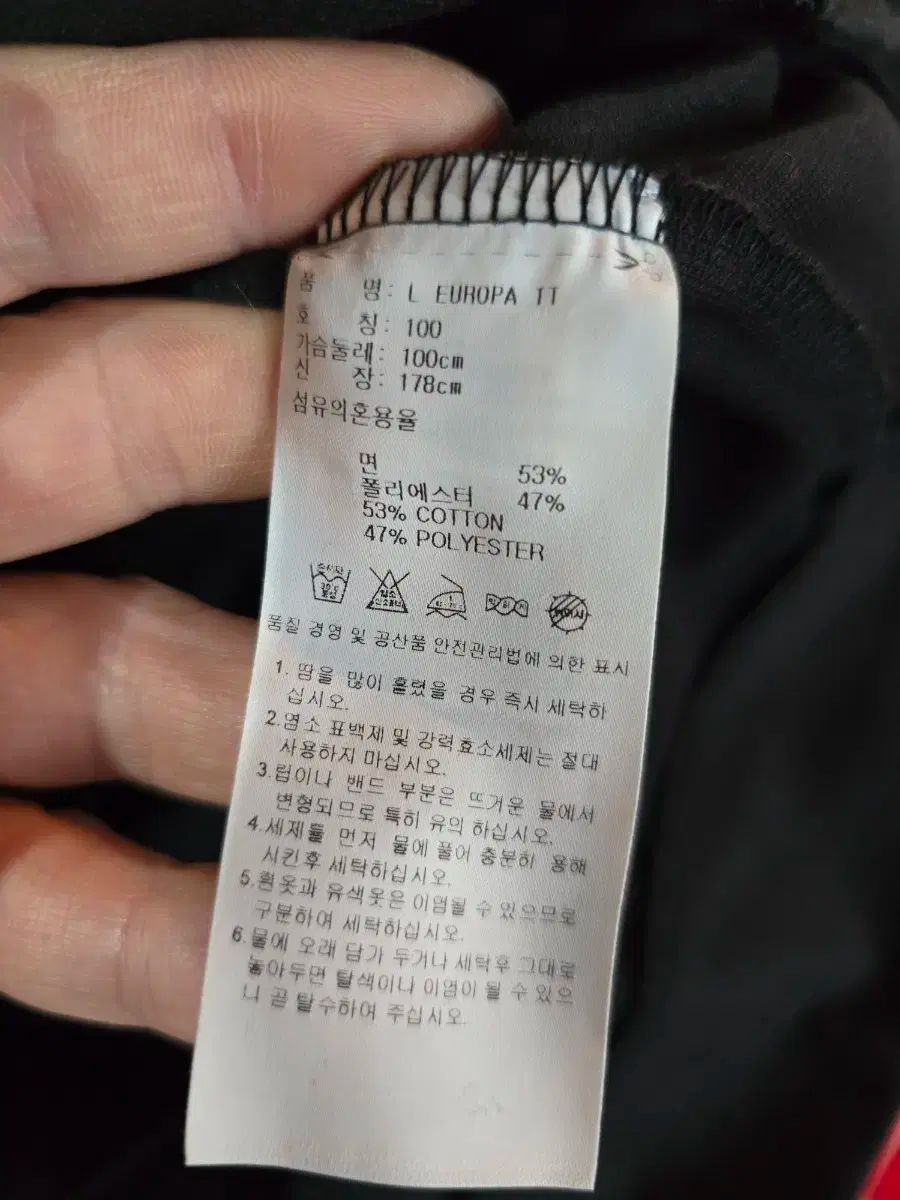 품 명: L EUROPA TT
호 칭: 100
가슴둘레: 100cm
신 장: 178cm
섬유의혼용율
면 53%
폴리에스터 47%
53% COTTON
47% POLYESTER
품질 경영 및 공산품 안전관리법에 의한 표시
1. 땀을 많이 흘렸을 경우 즉시 세탁하
십시오.
2.염소 표백제 및 강력효소세제는 절대
사용하지 마십시오.
3.립이나 밴드 부분은 뜨거운 물에서
변형되므로 특히 유의 하십시오.
4.세제를 먼저 물에 풀어 충분히 용해
시킨후 세탁하십시오.
5.흰옷과 유색옷은 이염될 수 있으므로
구분하여 세탁하십시오.
6.물에 오래 담가 두거나 세탁후 그대로
놓아두면 탈색이나 이염이 될 수 있으
니 곧 탈수하여 주십시오.